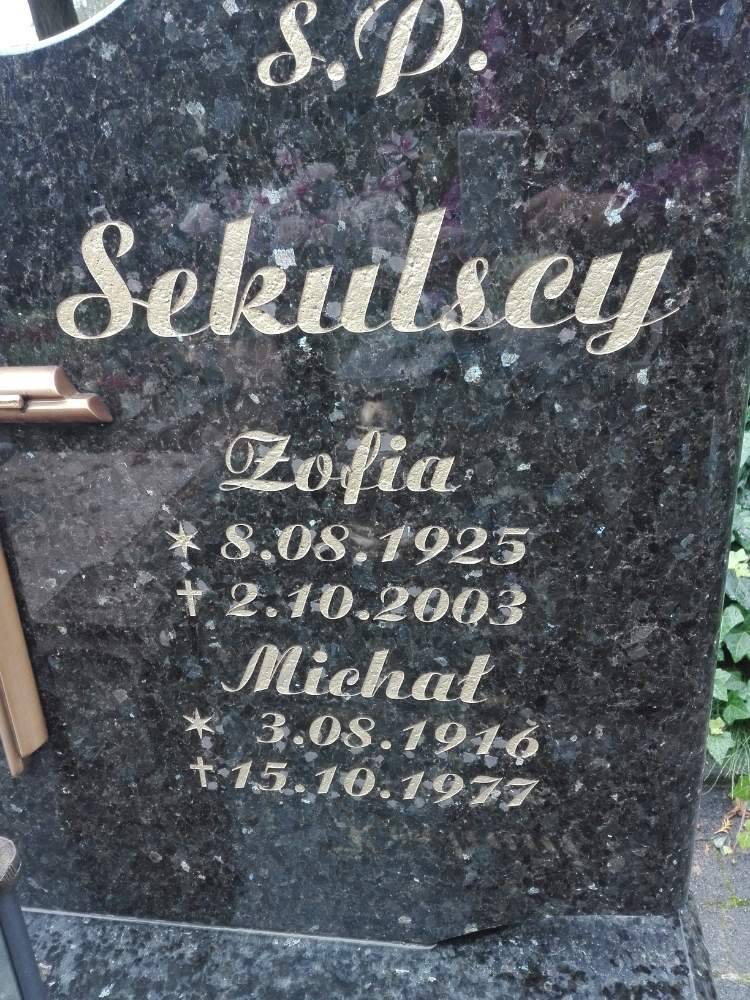 Ś.P.
Sekulscy
Zofia
* 8.08.1925
† 2.10.2003
Michał
* 3.08.1916
† 15.10.1977